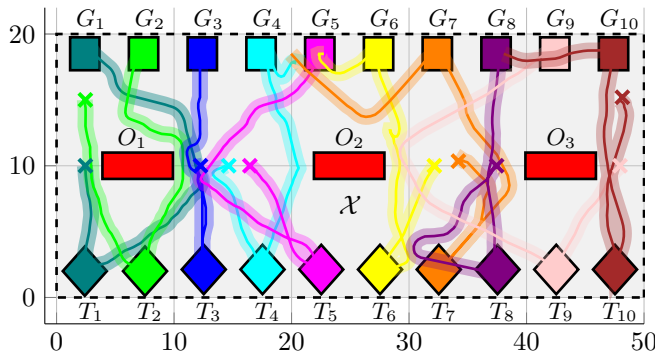 20 G₁ G₂ G₃ G₄ G₅ G₆ G₇ G₈ G₉ G₁₀
O₁ O₂ O₃
10
𝒳
0 T₁ T₂ T₃ T₄ T₅ T₆ T₇ T₈ T₉ T₁₀
0 10 20 30 40 50